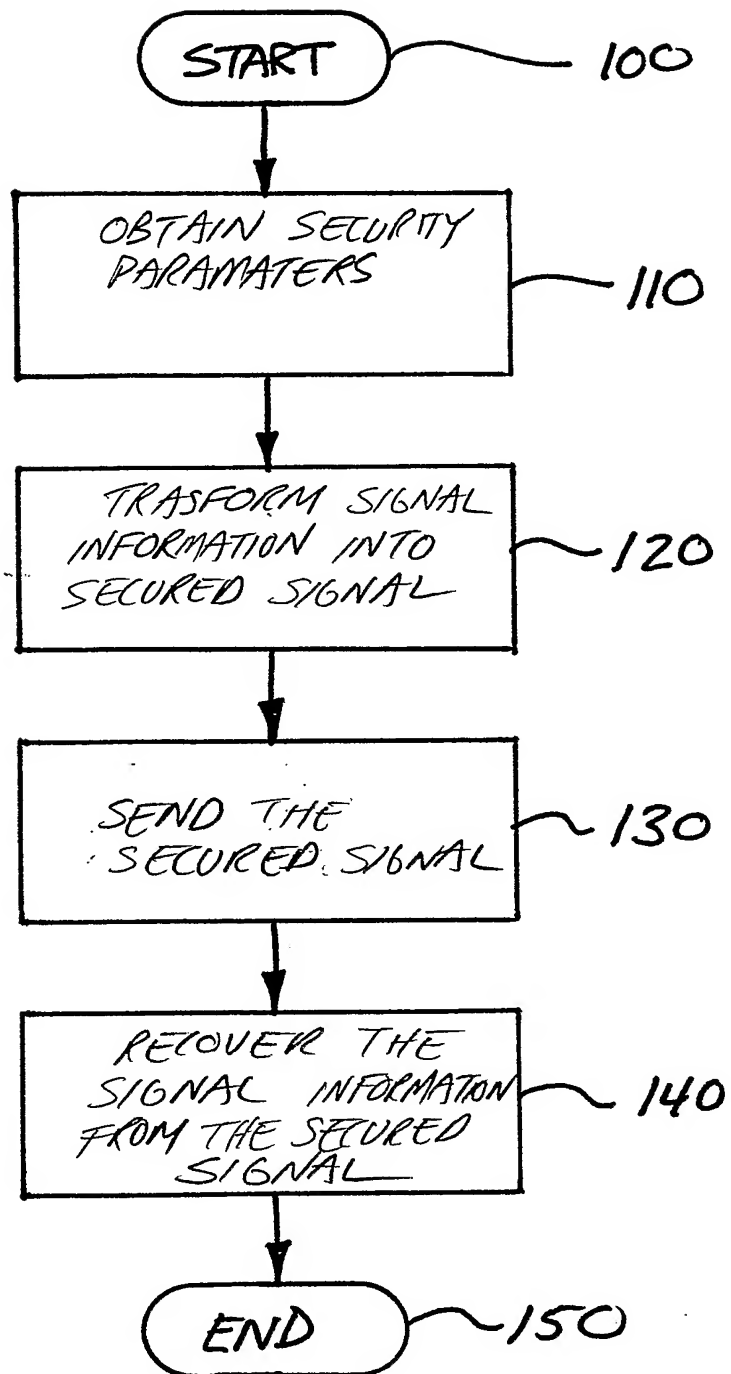 START
100
OBTAIN SECURITY
PARAMATERS
110
TRASFORM SIGNAL
INFORMATION INTO
SECURED SIGNAL
120
SEND THE
SECURED SIGNAL
130
RECOVER THE
SIGNAL INFORMATION
FROM THE SECURED
SIGNAL
140
END
150